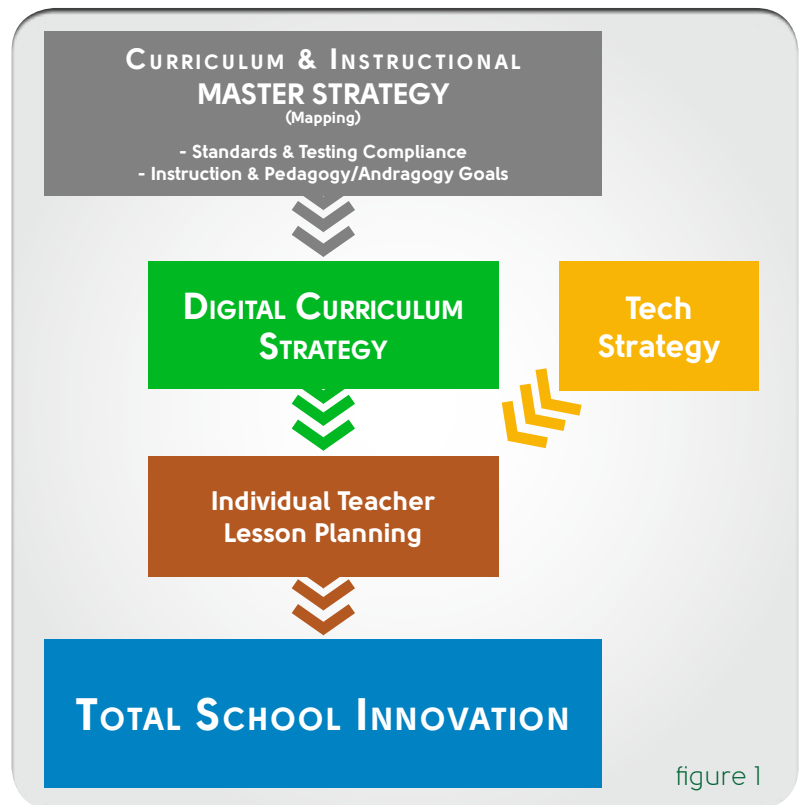 CURRICULUM & INSTRUCTIONAL
MASTER STRATEGY
(Mapping)
- Standards & Testing Compliance
- Instruction & Pedagogy/Andragogy Goals
DIGITAL CURRICULUM
STRATEGY
Tech
Strategy
Individual Teacher
Lesson Planning
TOTAL SCHOOL INNOVATION
figure 1